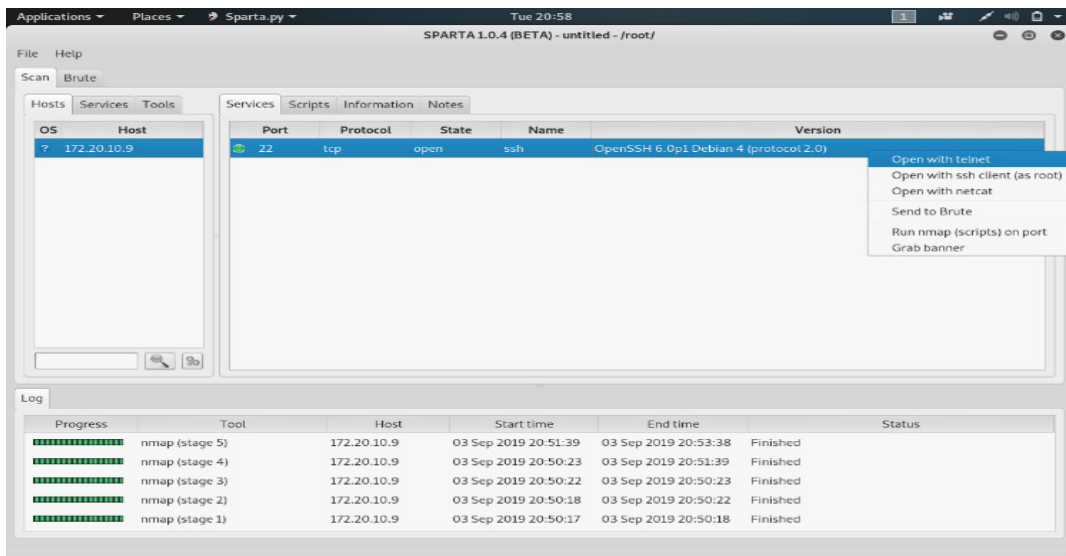 Applications Places Sparta.py Tue 20:58 1
SPARTA 1.0.4 (BETA) - untitled - /root/
File Help
Scan Brute
Hosts Services Tools
Services Scripts Information Notes
OS Host
? 172.20.10.9
Port Protocol State Name Version
22 tcp open ssh OpenSSH 6.0p1 Debian 4 (protocol 2.0)
Open with telnet
Open with ssh client (as root)
Open with netcat
Send to Brute
Run nmap (scripts) on port
Grab banner
Log
Progress Tool Host Start time End time Status
nmap (stage 5) 172.20.10.9 03 Sep 2019 20:51:39 03 Sep 2019 20:53:38 Finished
nmap (stage 4) 172.20.10.9 03 Sep 2019 20:50:23 03 Sep 2019 20:51:39 Finished
nmap (stage 3) 172.20.10.9 03 Sep 2019 20:50:22 03 Sep 2019 20:50:23 Finished
nmap (stage 2) 172.20.10.9 03 Sep 2019 20:50:18 03 Sep 2019 20:50:22 Finished
nmap (stage 1) 172.20.10.9 03 Sep 2019 20:50:17 03 Sep 2019 20:50:18 Finished